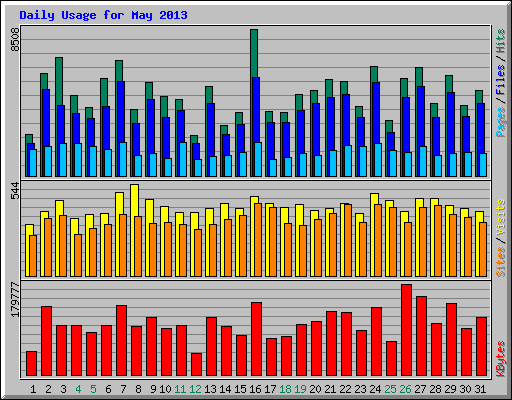 Daily Usage for May 2013
8508
Pages / Files / Hits
544
Sites / Visits
179777
KBytes
1 2 3 4 5 6 7 8 9 10 11 12 13 14 15 16 17 18 19 20 21 22 23 24 25 26 27 28 29 30 31